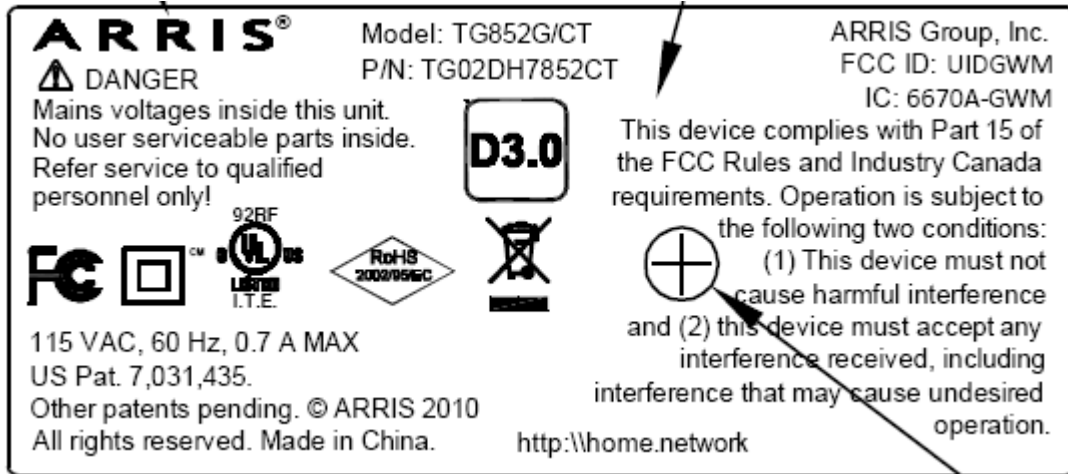 ARRIS®
DANGER
Mains voltages inside this unit.
No user serviceable parts inside.
Refer service to qualified
personnel only!
Model: TG852G/CT
P/N: TG02DH7852CT
D3.0
ARRIS Group, Inc.
FCC ID: UIDGWM
IC: 6670A-GWM
This device complies with Part 15 of
the FCC Rules and Industry Canada
requirements. Operation is subject to
the following two conditions:
(1) This device must not
cause harmful interference
and (2) this device must accept any
interference received, including
interference that may cause undesired
operation.
FC
™
92RF
UL
US
LISTED
I.T.E.
RoHS
2002/95/EC
115 VAC, 60 Hz, 0.7 A MAX
US Pat. 7,031,435.
Other patents pending. © ARRIS 2010
All rights reserved. Made in China.
http:\\home.network